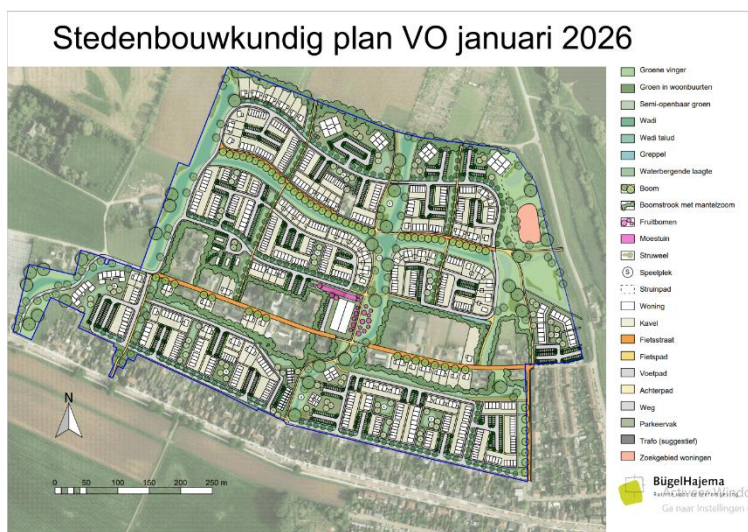 Stedenbouwkundig plan VO januari 2026
Groene vinger
Groen in woonbuurten
Semi-openbaar groen
Wadi
Wadi talud
Greppel
Waterbergende laagte
Boom
Boomstrook met mantelzoom
Fruitbomen
Moestuin
Struweel
S
Speelplek
Struinpad
Woning
Kavel
Fietsstraat
Fietspad
Voetpad
Achterpad
Weg
Parkeervak
Trafo (suggestief)
Zoekgebied woningen
N
0 50 100 150 200 250 m
BügelHajema
Ga naar Instellingen